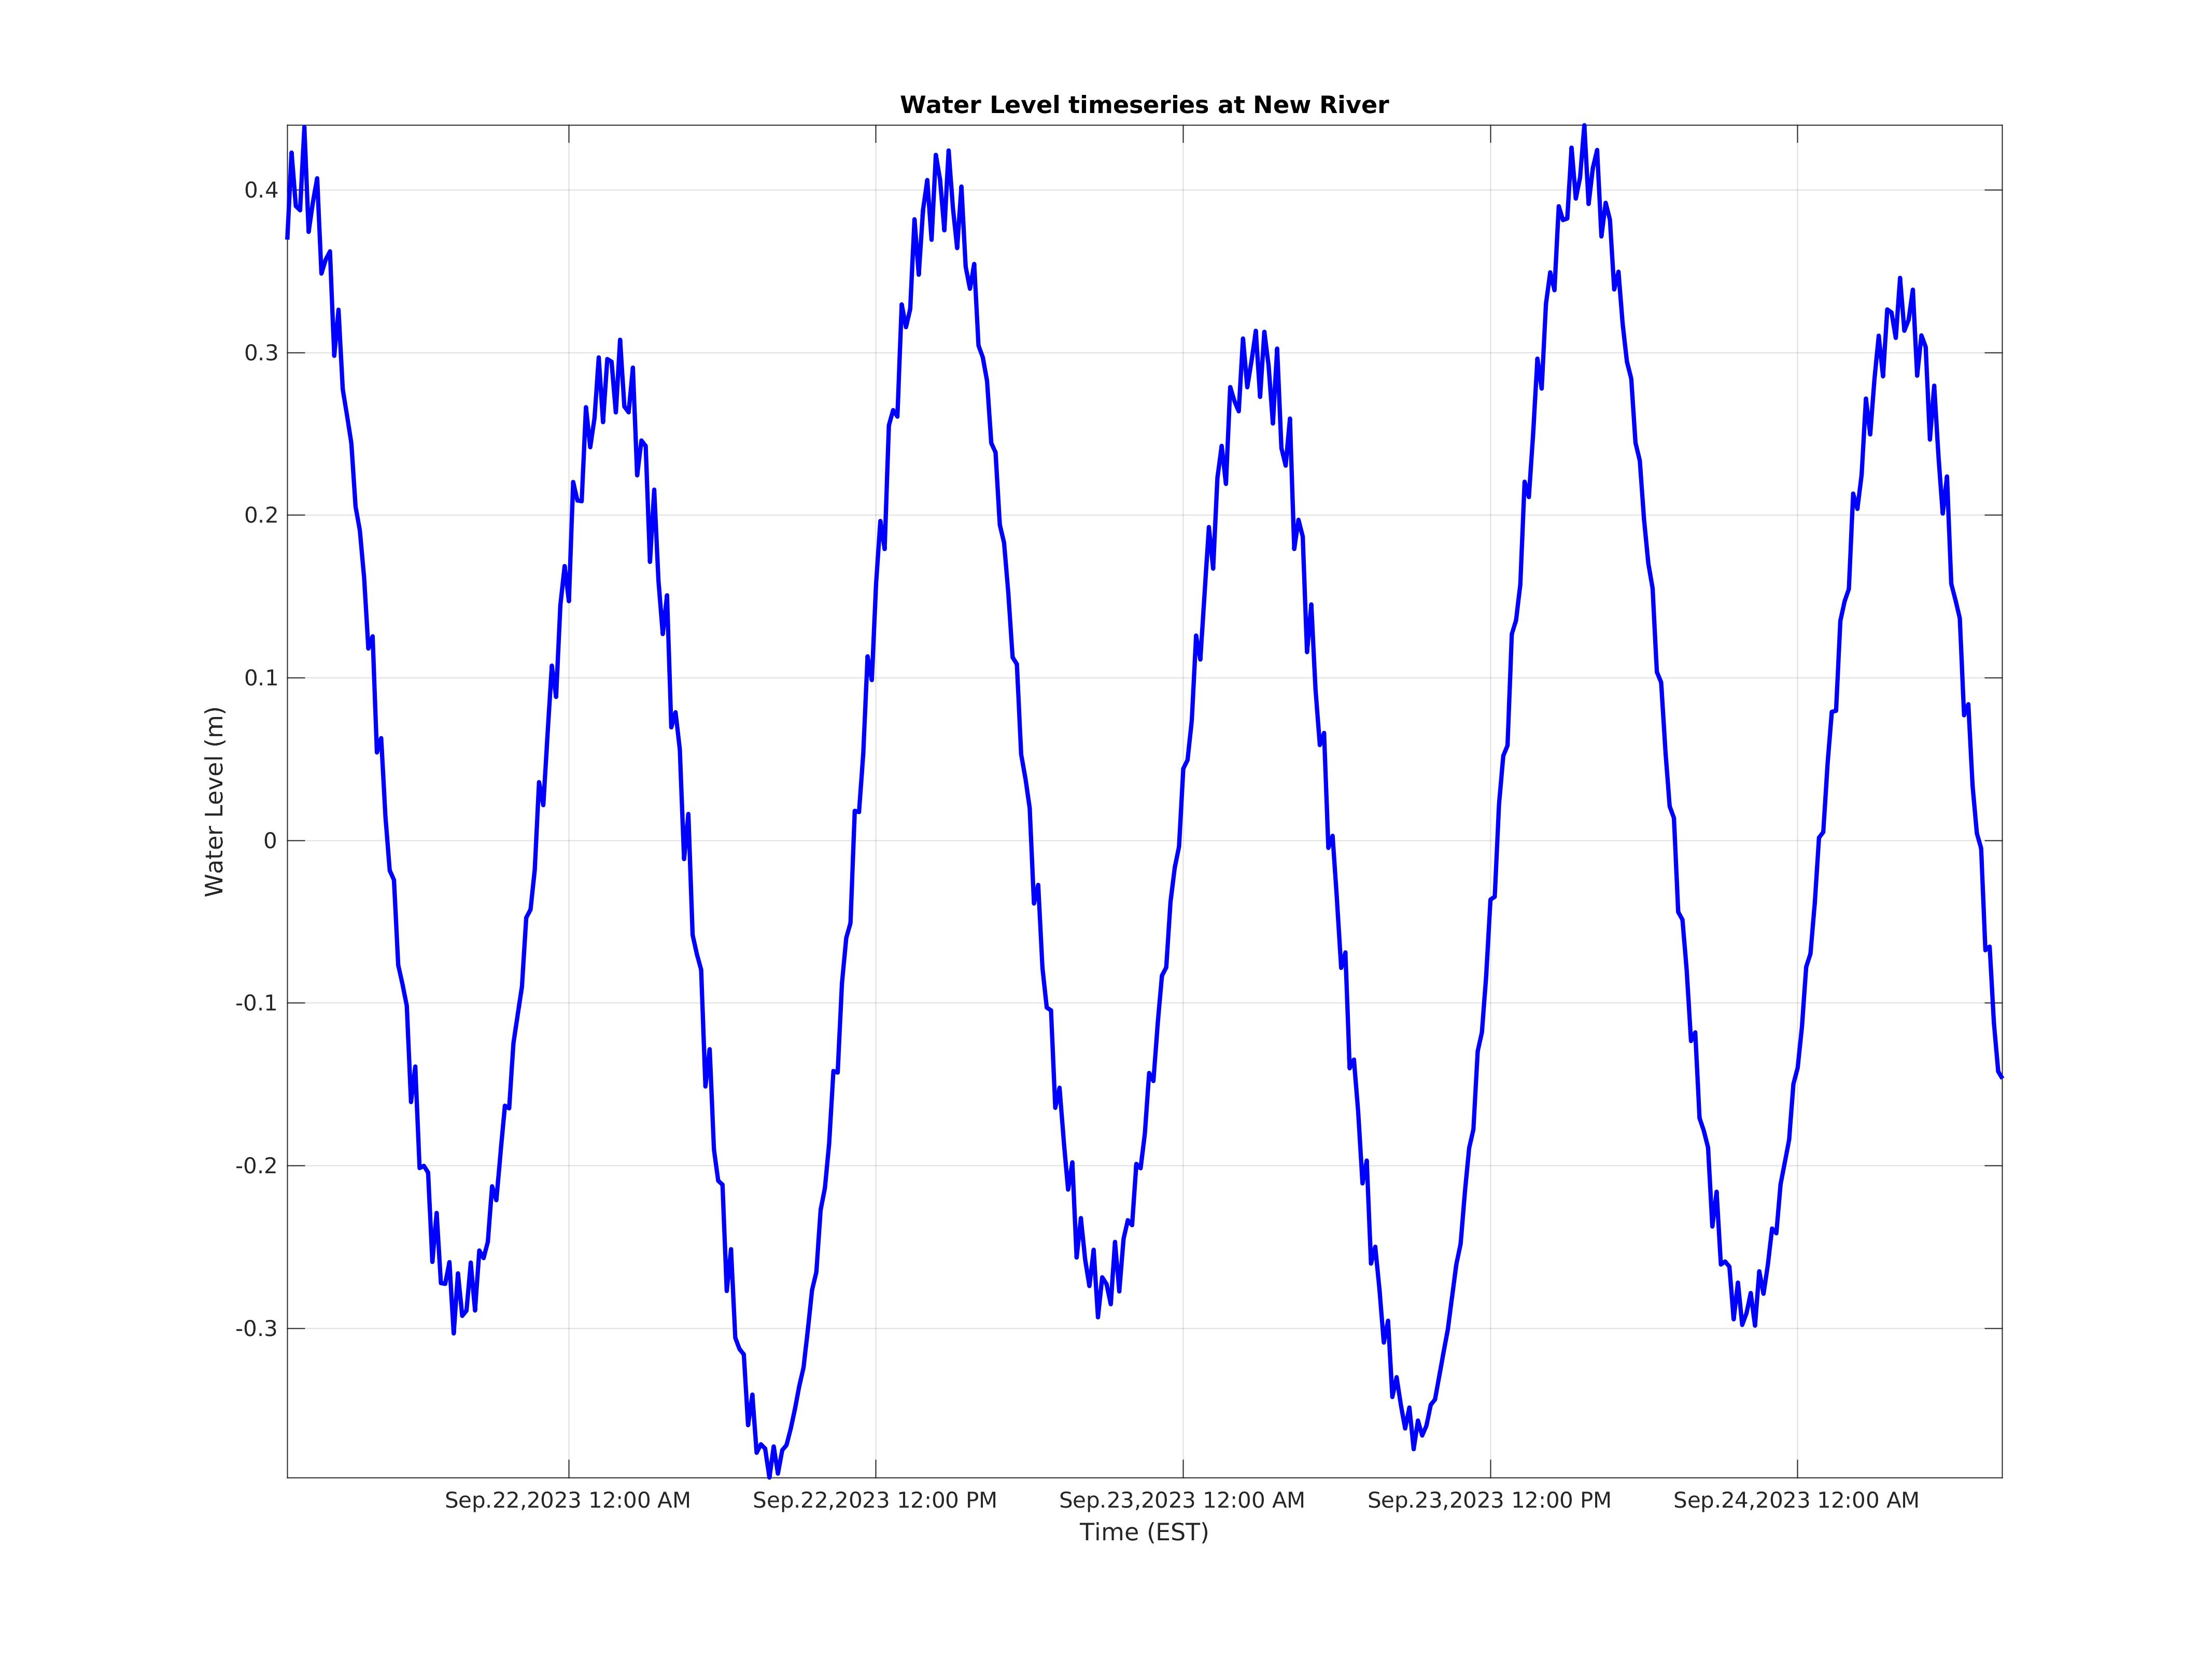 Water Level timeseries at New River
Water Level (m)
0.4
0.3
0.2
0.1
0
-0.1
-0.2
-0.3
Sep.22,2023 12:00 AM
Sep.22,2023 12:00 PM
Sep.23,2023 12:00 AM
Sep.23,2023 12:00 PM
Sep.24,2023 12:00 AM
Time (EST)